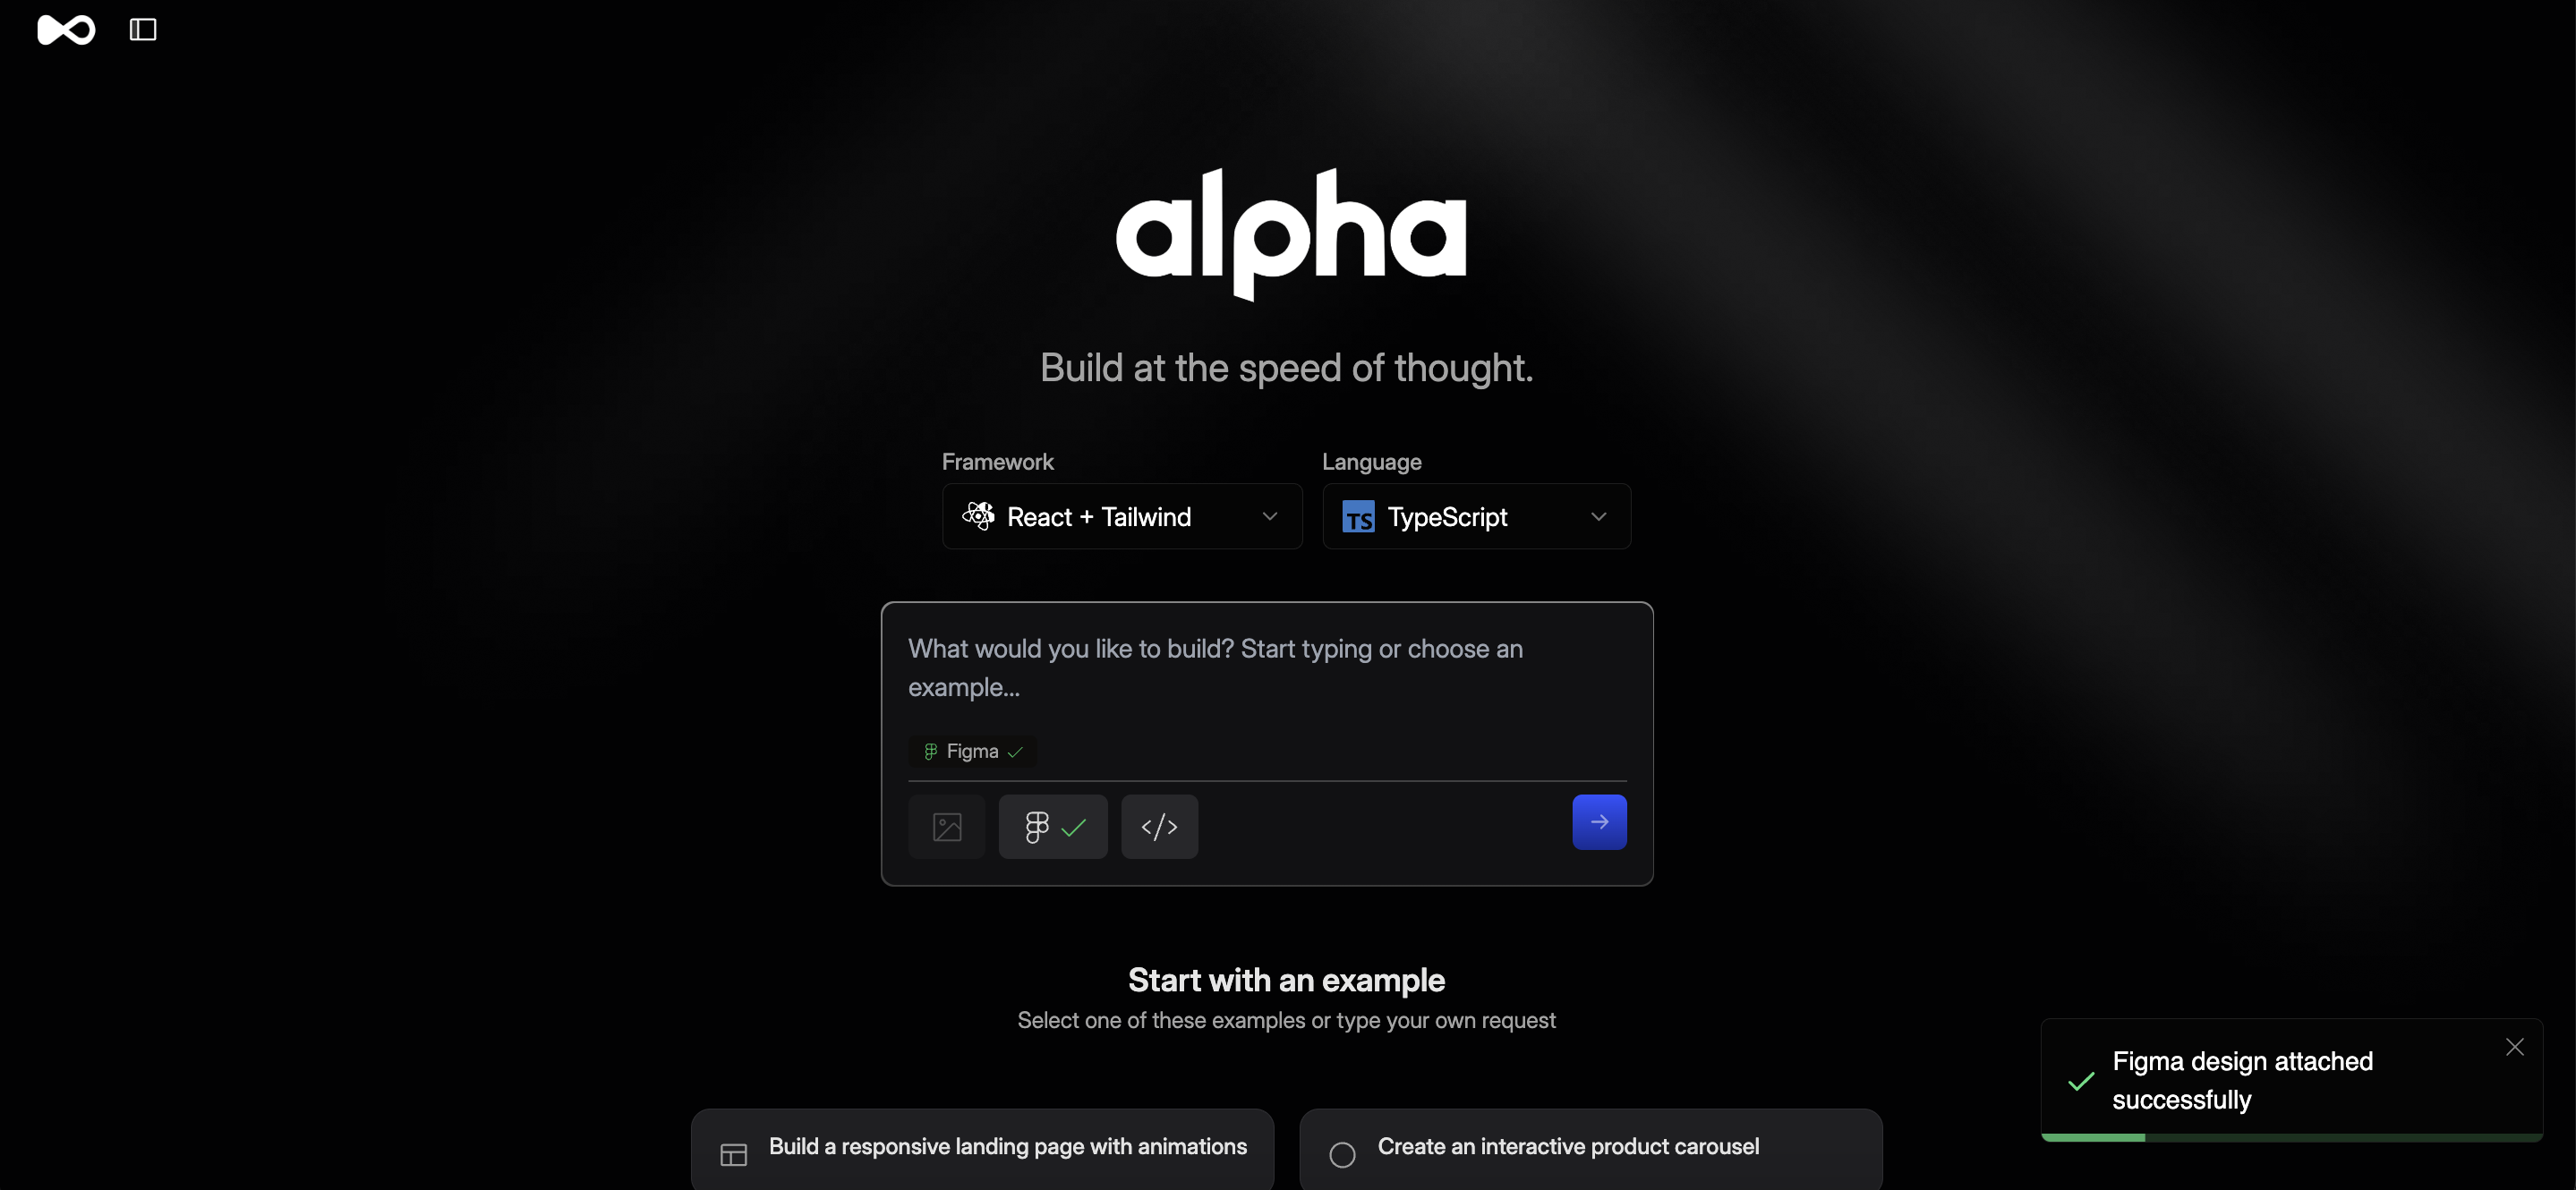 alpha
Build at the speed of thought.
Framework
Language
React + Tailwind
TS TypeScript
What would you like to build? Start typing or choose an
example...
Figma
</>
Start with an example
Select one of these examples or type your own request
Figma design attached
successfully
Build a responsive landing page with animations
Create an interactive product carousel